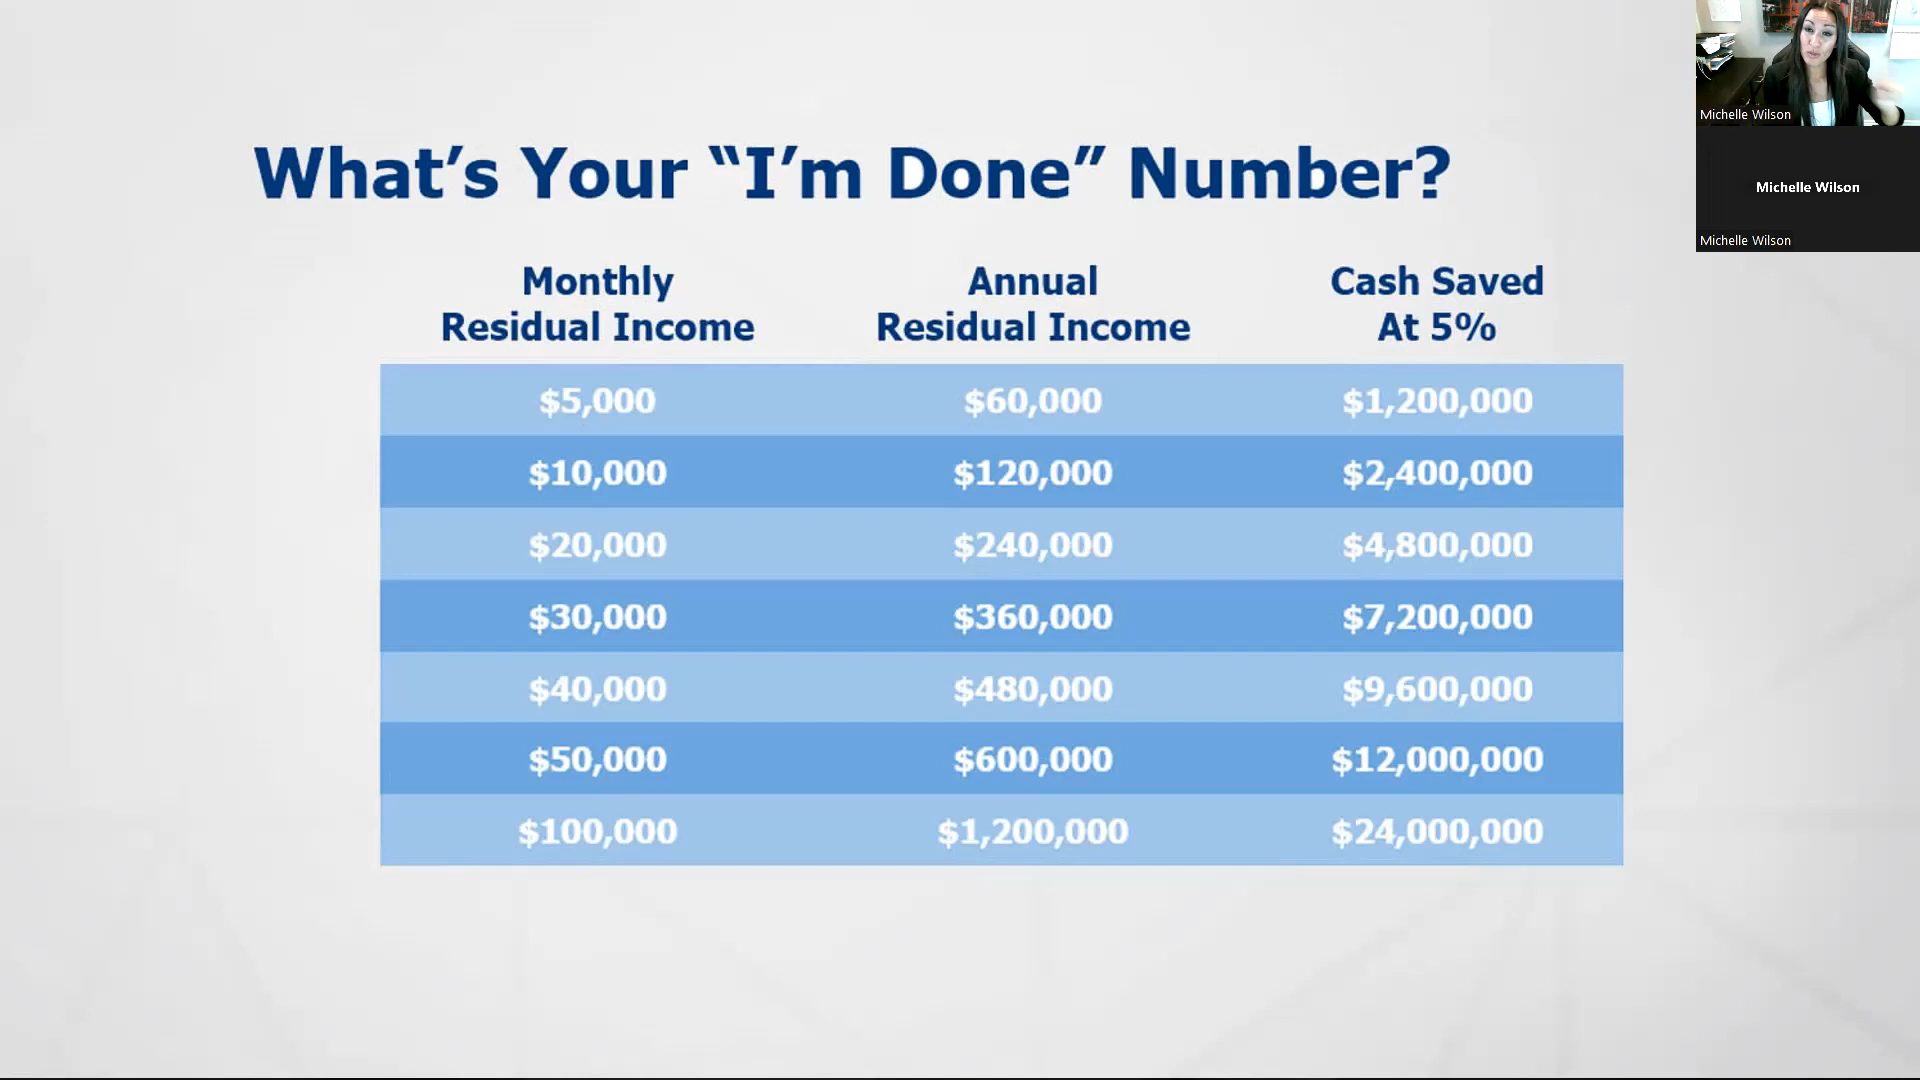 What’s Your “I’m Done” Number?
Monthly Annual Cash Saved
Residual Income Residual Income At 5%
$5,000 $60,000 $1,200,000
$10,000 $120,000 $2,400,000
$20,000 $240,000 $4,800,000
$30,000 $360,000 $7,200,000
$40,000 $480,000 $9,600,000
$50,000 $600,000 $12,000,000
$100,000 $1,200,000 $24,000,000
Michelle Wilson
Michelle Wilson
Michelle Wilson